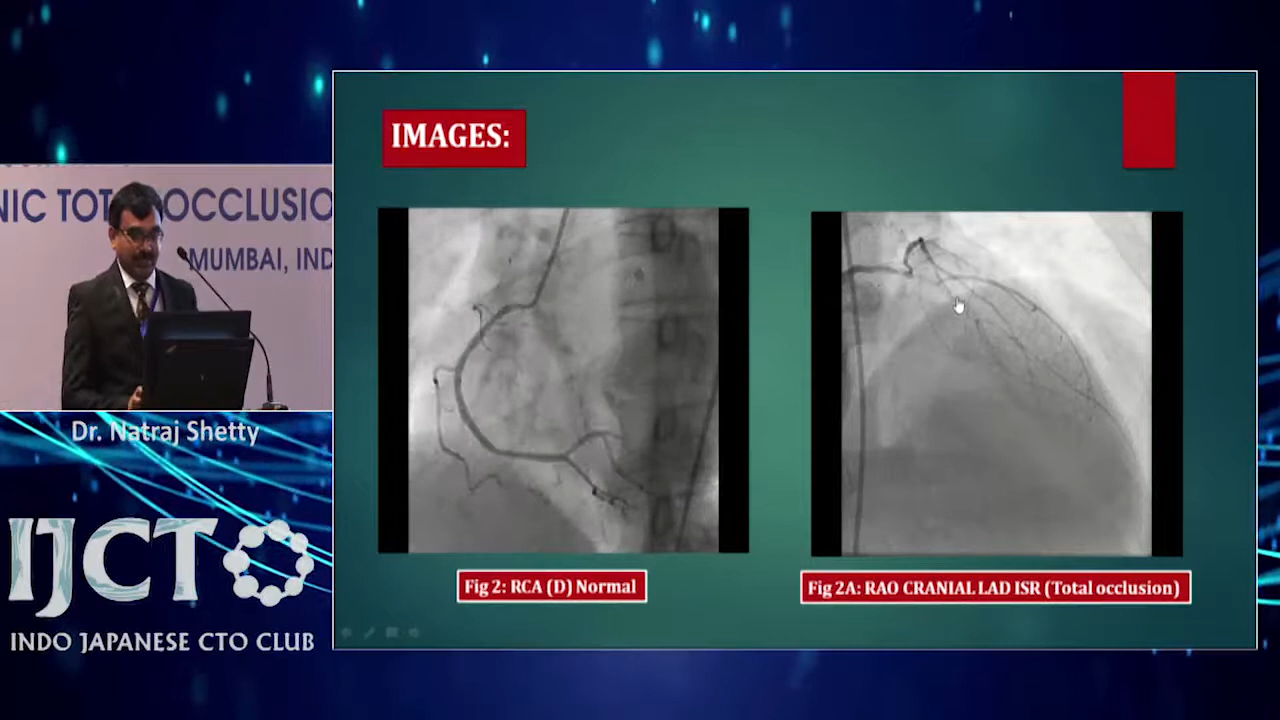 IMAGES:
NIC TOT OCCLUSIO
MUMBAI, IND
Dr. Natraj Shetty
IJCTO
INDO JAPANESE CTO CLUB
Fig 2: RCA (D) Normal
Fig 2A: RAO CRANIAL LAD ISR (Total occlusion)